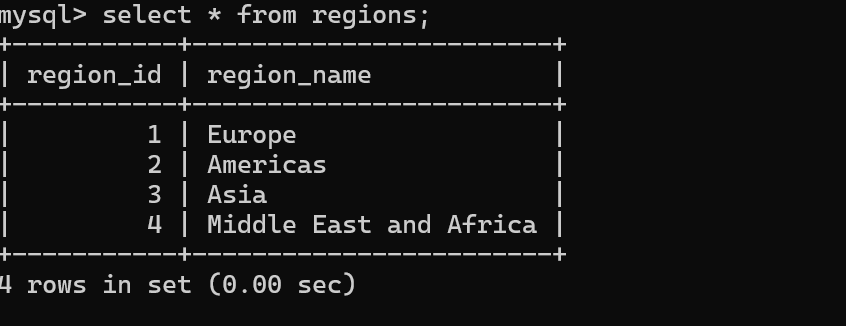 mysql> select * from regions;
+-----------+------------------------+
| region_id | region_name            |
+-----------+------------------------+
|         1 | Europe                 |
|         2 | Americas               |
|         3 | Asia                   |
|         4 | Middle East and Africa |
+-----------+------------------------+
4 rows in set (0.00 sec)